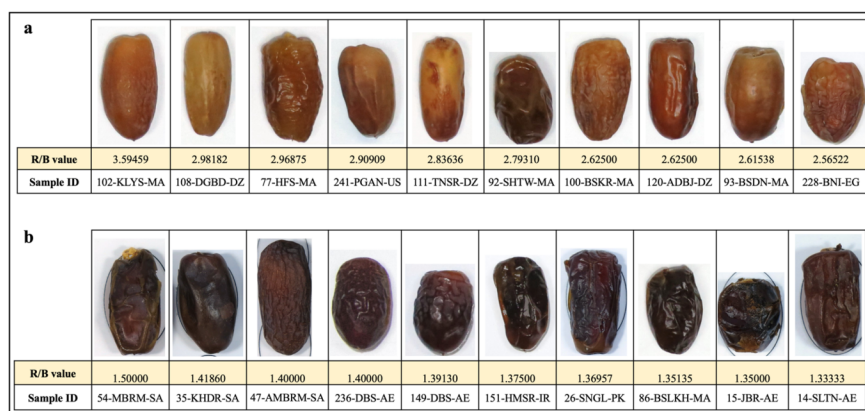 a
R/B value 3.59459 2.98182 2.96875 2.90909 2.83636 2.79310 2.62500 2.62500 2.61538 2.56522
Sample ID 102-KLYS-MA 108-DGBD-DZ 77-HFS-MA 241-PGAN-US 111-TNSR-DZ 92-SHTW-MA 100-BSKR-MA 120-ADBJ-DZ 93-BSDN-MA 228-BNI-EG
b
R/B value 1.50000 1.41860 1.40000 1.40000 1.39130 1.37500 1.36957 1.35135 1.35000 1.33333
Sample ID 54-MBRM-SA 35-KHDR-SA 47-AMBRM-SA 236-DBS-AE 149-DBS-AE 151-HMSR-IR 26-SNGL-PK 86-BSLKH-MA 15-JBR-AE 14-SLTN-AE